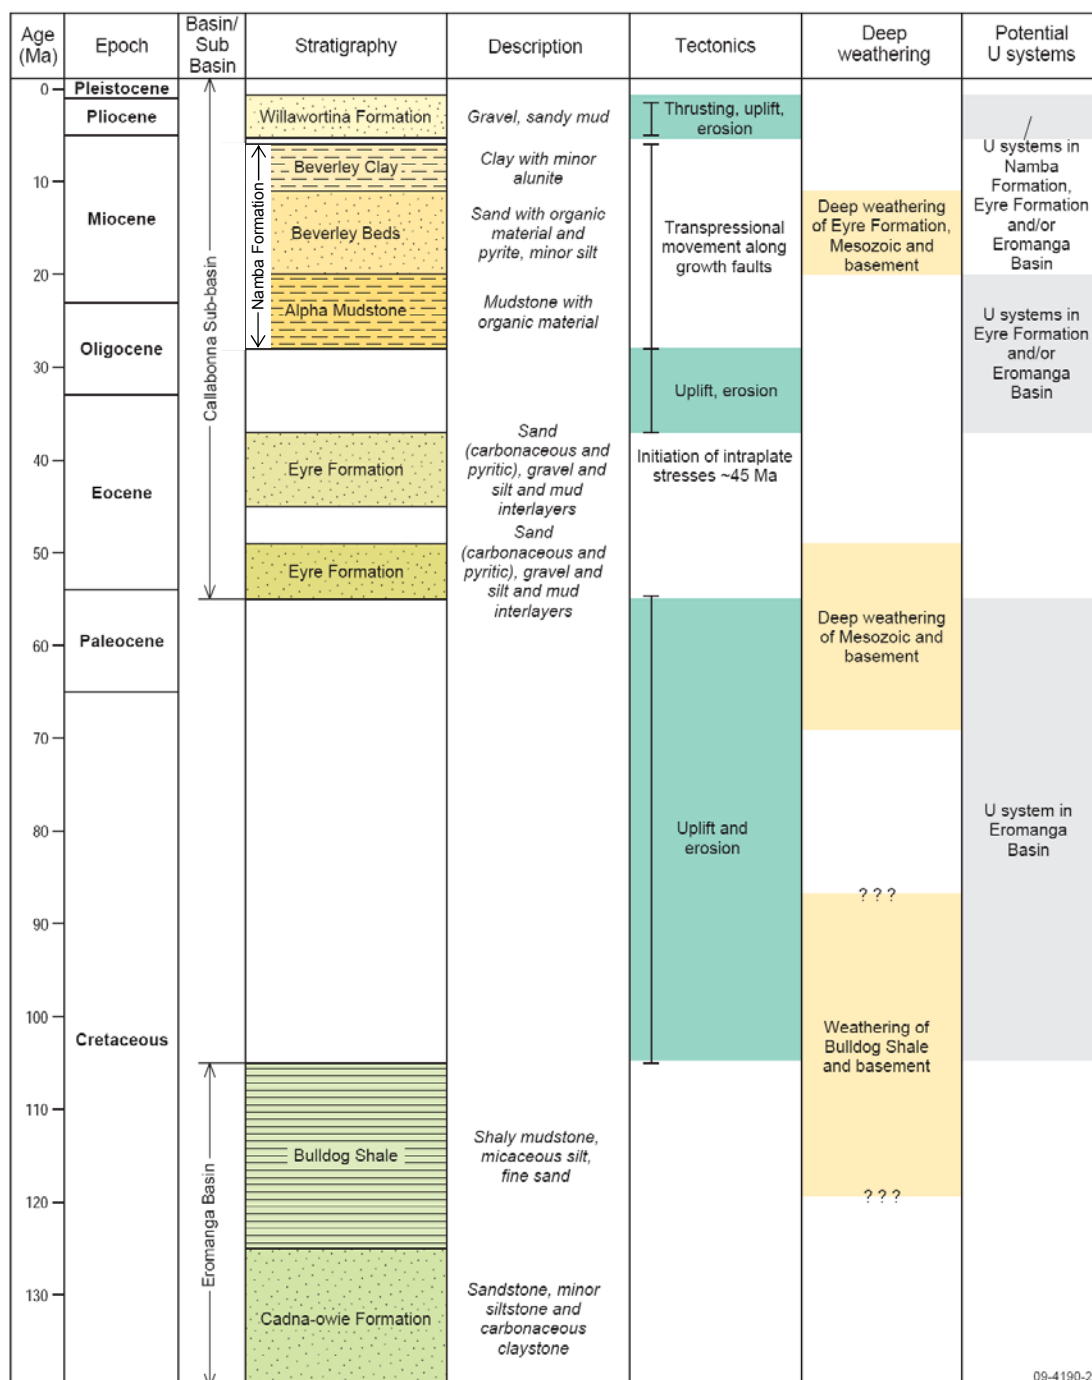 Age
(Ma)
Epoch
Basin/
Sub
Basin
Stratigraphy
Description
Tectonics
Deep
weathering
Potential
U systems
0
10
20
30
40
50
60
70
80
90
100
110
120
130
Pleistocene
Pliocene
Miocene
Oligocene
Eocene
Paleocene
Cretaceous
Callabonna Sub-basin
Eromanga Basin
Namba Formation
Willawortina Formation
Beverley Clay
Beverley Beds
Alpha Mudstone
Eyre Formation
Eyre Formation
Bulldog Shale
Cadna-owie Formation
Gravel, sandy mud
Clay with minor
alunite
Sand with organic
material and
pyrite, minor silt
Mudstone with
organic material
Sand
(carbonaceous and
pyritic), gravel and
silt and mud
interlayers
Sand
(carbonaceous and
pyritic), gravel and
silt and mud
interlayers
Shaly mudstone,
micaceous silt,
fine sand
Sandstone, minor
siltstone and
carbonaceous
claystone
Thrusting, uplift,
erosion
Transpressional
movement along
growth faults
Uplift, erosion
Initiation of intraplate
stresses ~45 Ma
Uplift and
erosion
Deep weathering
of Eyre Formation,
Mesozoic and
basement
Deep weathering
of Mesozoic and
basement
? ? ?
Weathering of
Bulldog Shale
and basement
? ? ?
U systems in
Namba
Formation,
Eyre Formation
and/or
Eromanga
Basin
U systems in
Eyre Formation
and/or
Eromanga
Basin
U system in
Eromanga
Basin
09-4190-2